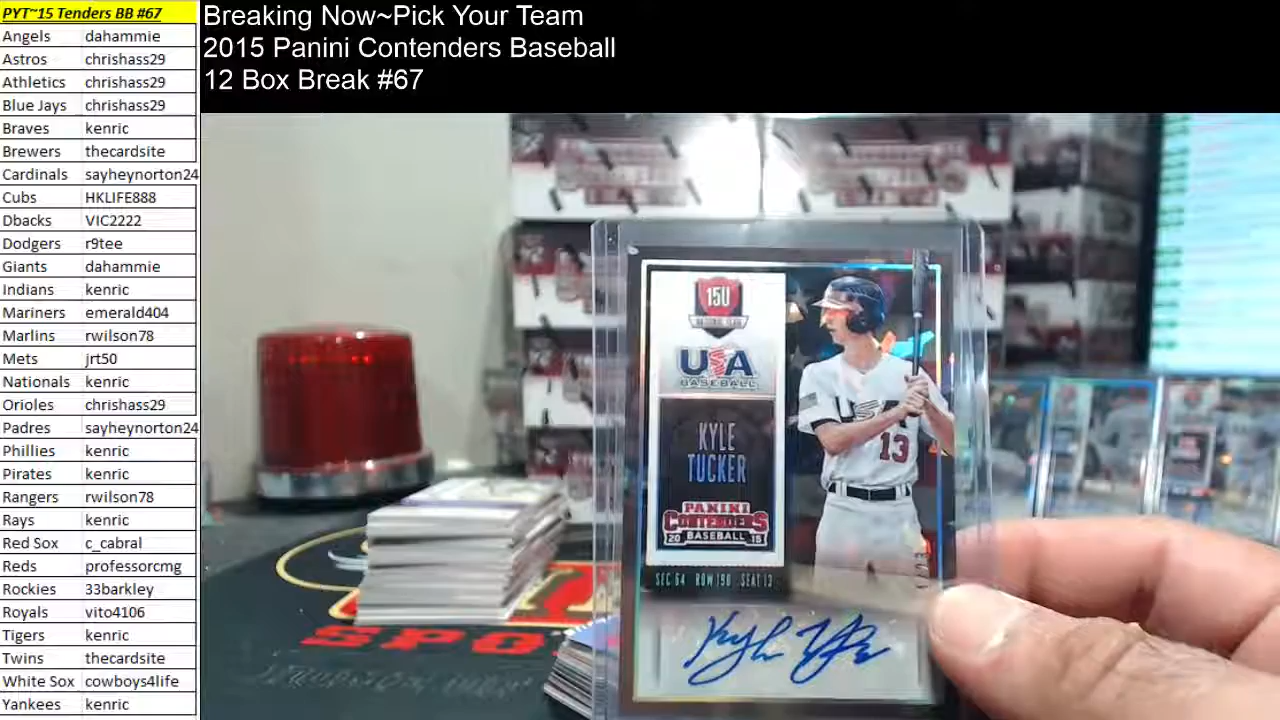 PYT~15 Tenders BB #67
Angels dahammie
Astros chrishass29
Athletics chrishass29
Blue Jays chrishass29
Braves kenric
Brewers thecardsite
Cardinals sayheynorton24
Cubs HKLIFE888
Dbacks VIC2222
Dodgers r9tee
Giants dahammie
Indians kenric
Mariners emerald404
Marlins rwilson78
Mets jrt50
Nationals kenric
Orioles chrishass29
Padres sayheynorton24
Phillies kenric
Pirates kenric
Rangers rwilson78
Rays kenric
Red Sox c_cabral
Reds professorcmg
Rockies 33barkley
Royals vito4106
Tigers kenric
Twins thecardsite
White Sox cowboys4life
Yankees kenric
Breaking Now~Pick Your Team
2015 Panini Contenders Baseball
12 Box Break #67
15U
NATIONAL TEAM
USA
BASEBALL
KYLE
TUCKER
PANINI
CONTENDERS
20 BASEBALL 15
SEC 64 ROW 190 SEAT 13
USA
13
SPO